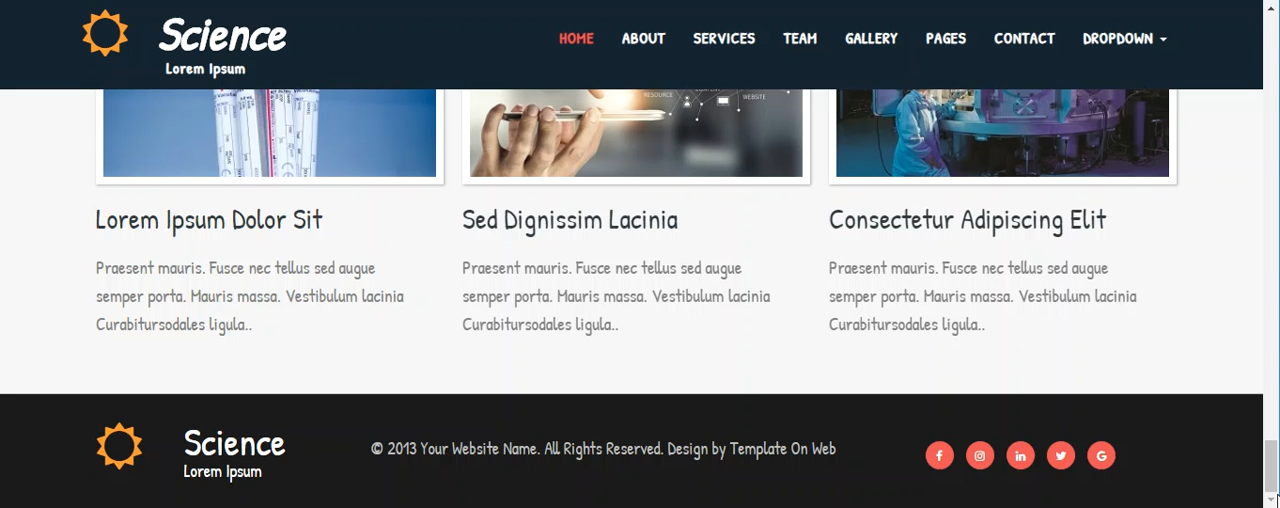 Science
Lorem Ipsum
HOME ABOUT SERVICES TEAM GALLERY PAGES CONTACT DROPDOWN
RESOURCE
WEBSITE
Lorem Ipsum Dolor Sit
Praesent mauris. Fusce nec tellus sed augue
semper porta. Mauris massa. Vestibulum lacinia
Curabitursodales ligula..
Sed Dignissim Lacinia
Praesent mauris. Fusce nec tellus sed augue
semper porta. Mauris massa. Vestibulum lacinia
Curabitursodales ligula..
Consectetur Adipiscing Elit
Praesent mauris. Fusce nec tellus sed augue
semper porta. Mauris massa. Vestibulum lacinia
Curabitursodales ligula..
Science
Lorem Ipsum
© 2013 Your Website Name. All Rights Reserved. Design by Template On Web